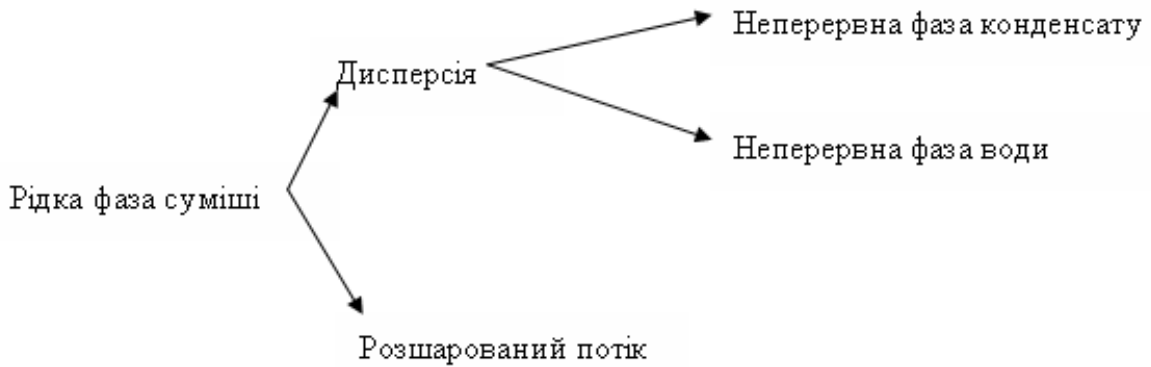 Неперервна фаза конденсату
Дисперсія
Неперервна фаза води
Рідка фаза суміші
Розшарований потік